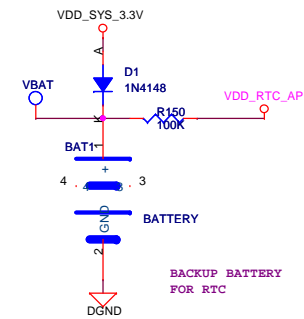 VDD_SYS_3.3V
A
D1
1N4148
VBAT
VDD_RTC_AP
R150
100K
K
BAT1
1
+
4
3
GND
BATTERY
2
BACKUP BATTERY
FOR RTC
DGND